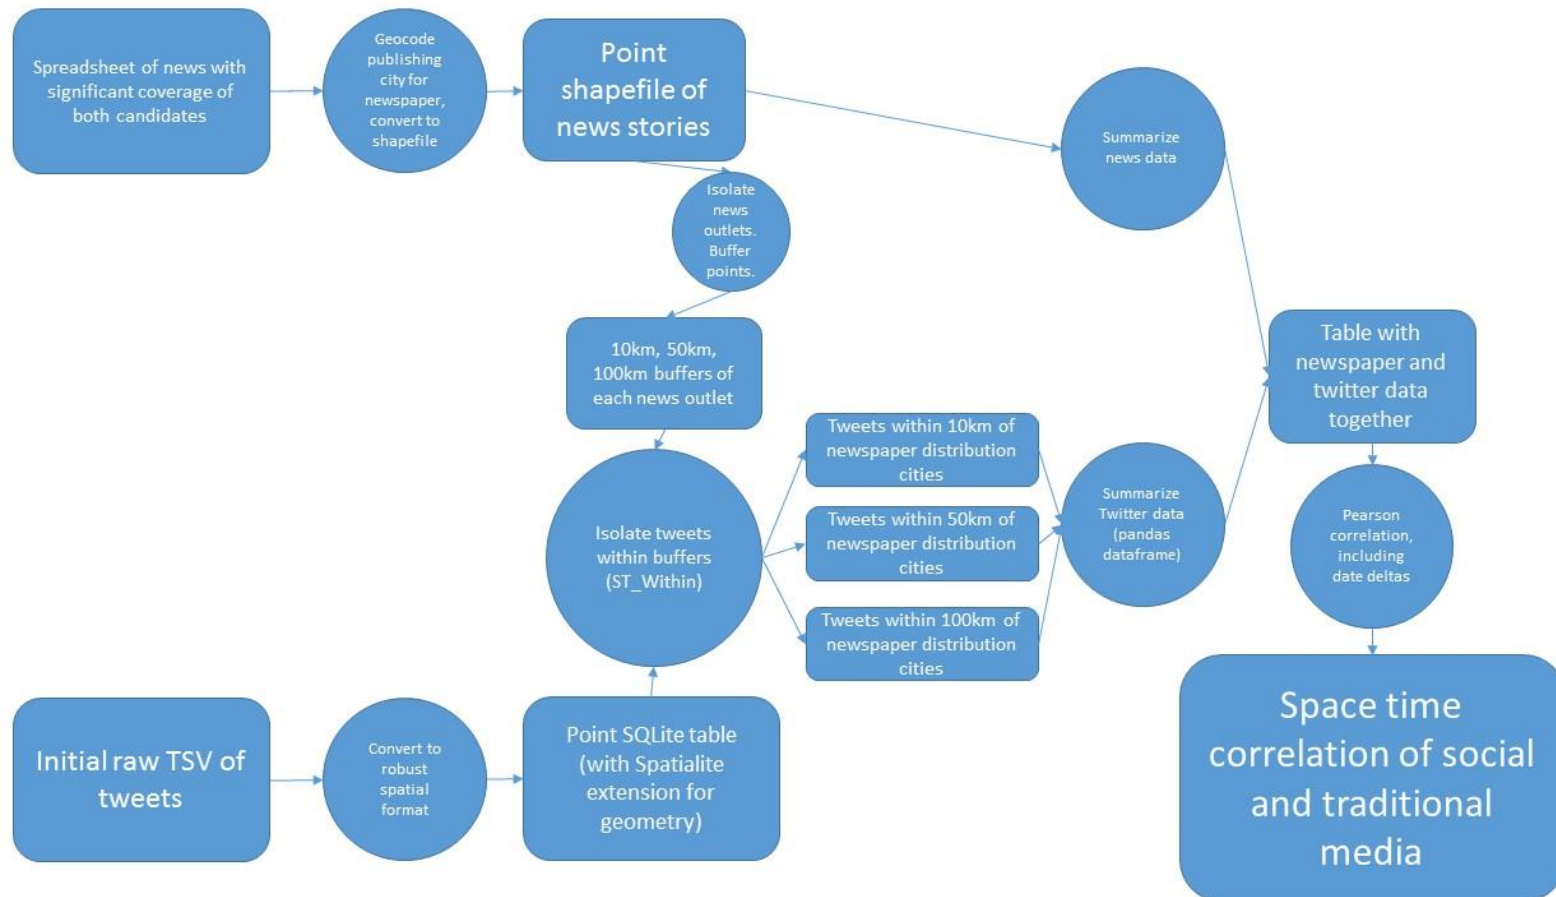 Spreadsheet of news with
significant coverage of
both candidates
Geocode
publishing
city for
newspaper,
convert to
shapefile
Point
shapefile of
news stories
Summarize
news data
Isolate
news
outlets.
Buffer
points.
10km, 50km,
100km buffers of
each news outlet
Table with
newspaper and
twitter data
together
Isolate tweets
within buffers
(ST_Within)
Tweets within 10km of
newspaper distribution
cities
Tweets within 50km of
newspaper distribution
cities
Tweets within 100km of
newspaper distribution
cities
Summarize
Twitter data
(pandas
dataframe)
Pearson
correlation,
including
date deltas
Initial raw TSV of
tweets
Convert to
robust
spatial
format
Point SQLite table
(with Spatialite
extension for
geometry)
Space time
correlation of social
and traditional
media